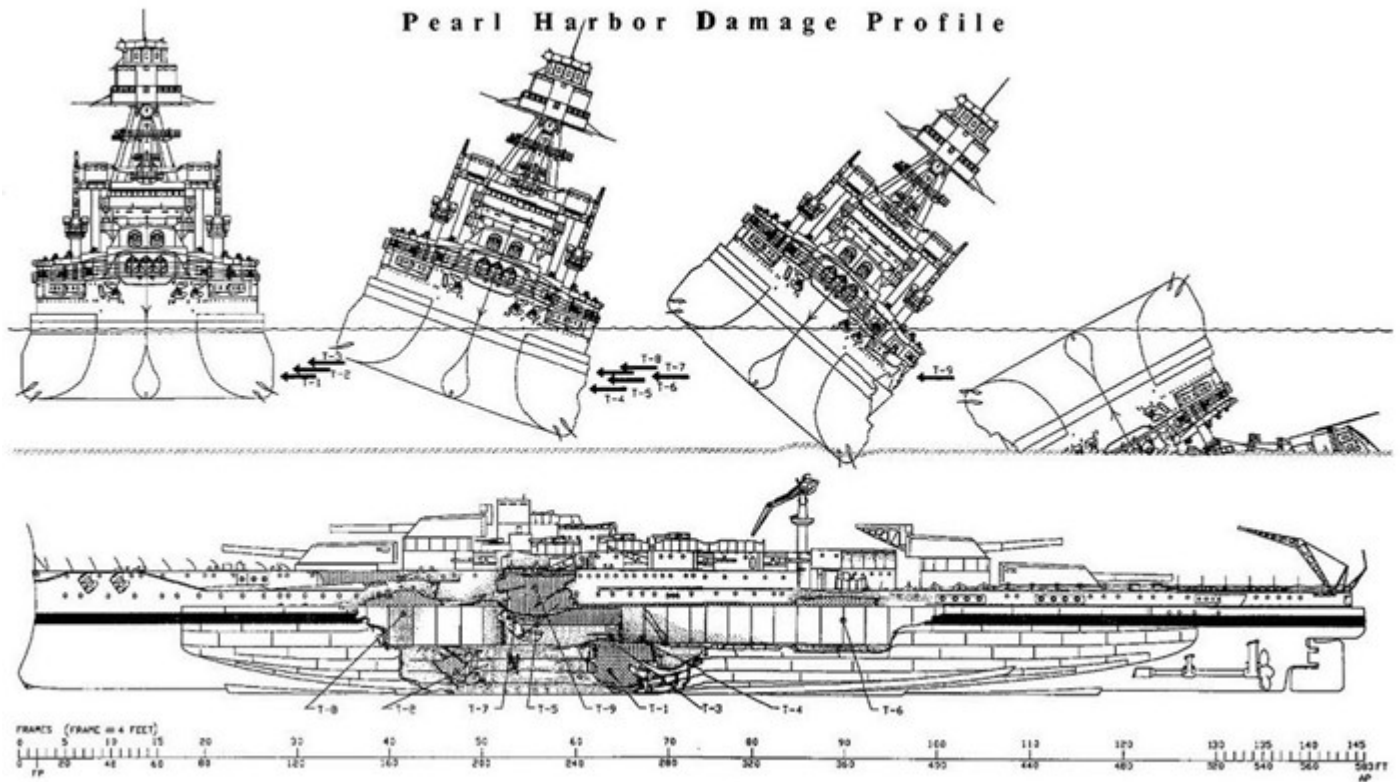 Pearl Harbor Damage Profile
T-3
T-2
T-1
T-8
T-7
T-6
T-5
T-4
T-9
T-8 T-2 T-7 T-5 T-9 T-1 T-3 T-4 T-6
FRAMES (FRAME = 4 FEET)
0 5 10 15 20 30 40 50 60 70 80 90 100 110 120 130 135 140 145
0 20 40 60 80 120 160 200 240 280 320 360 400 440 480 520 540 560 583FT
FP AP